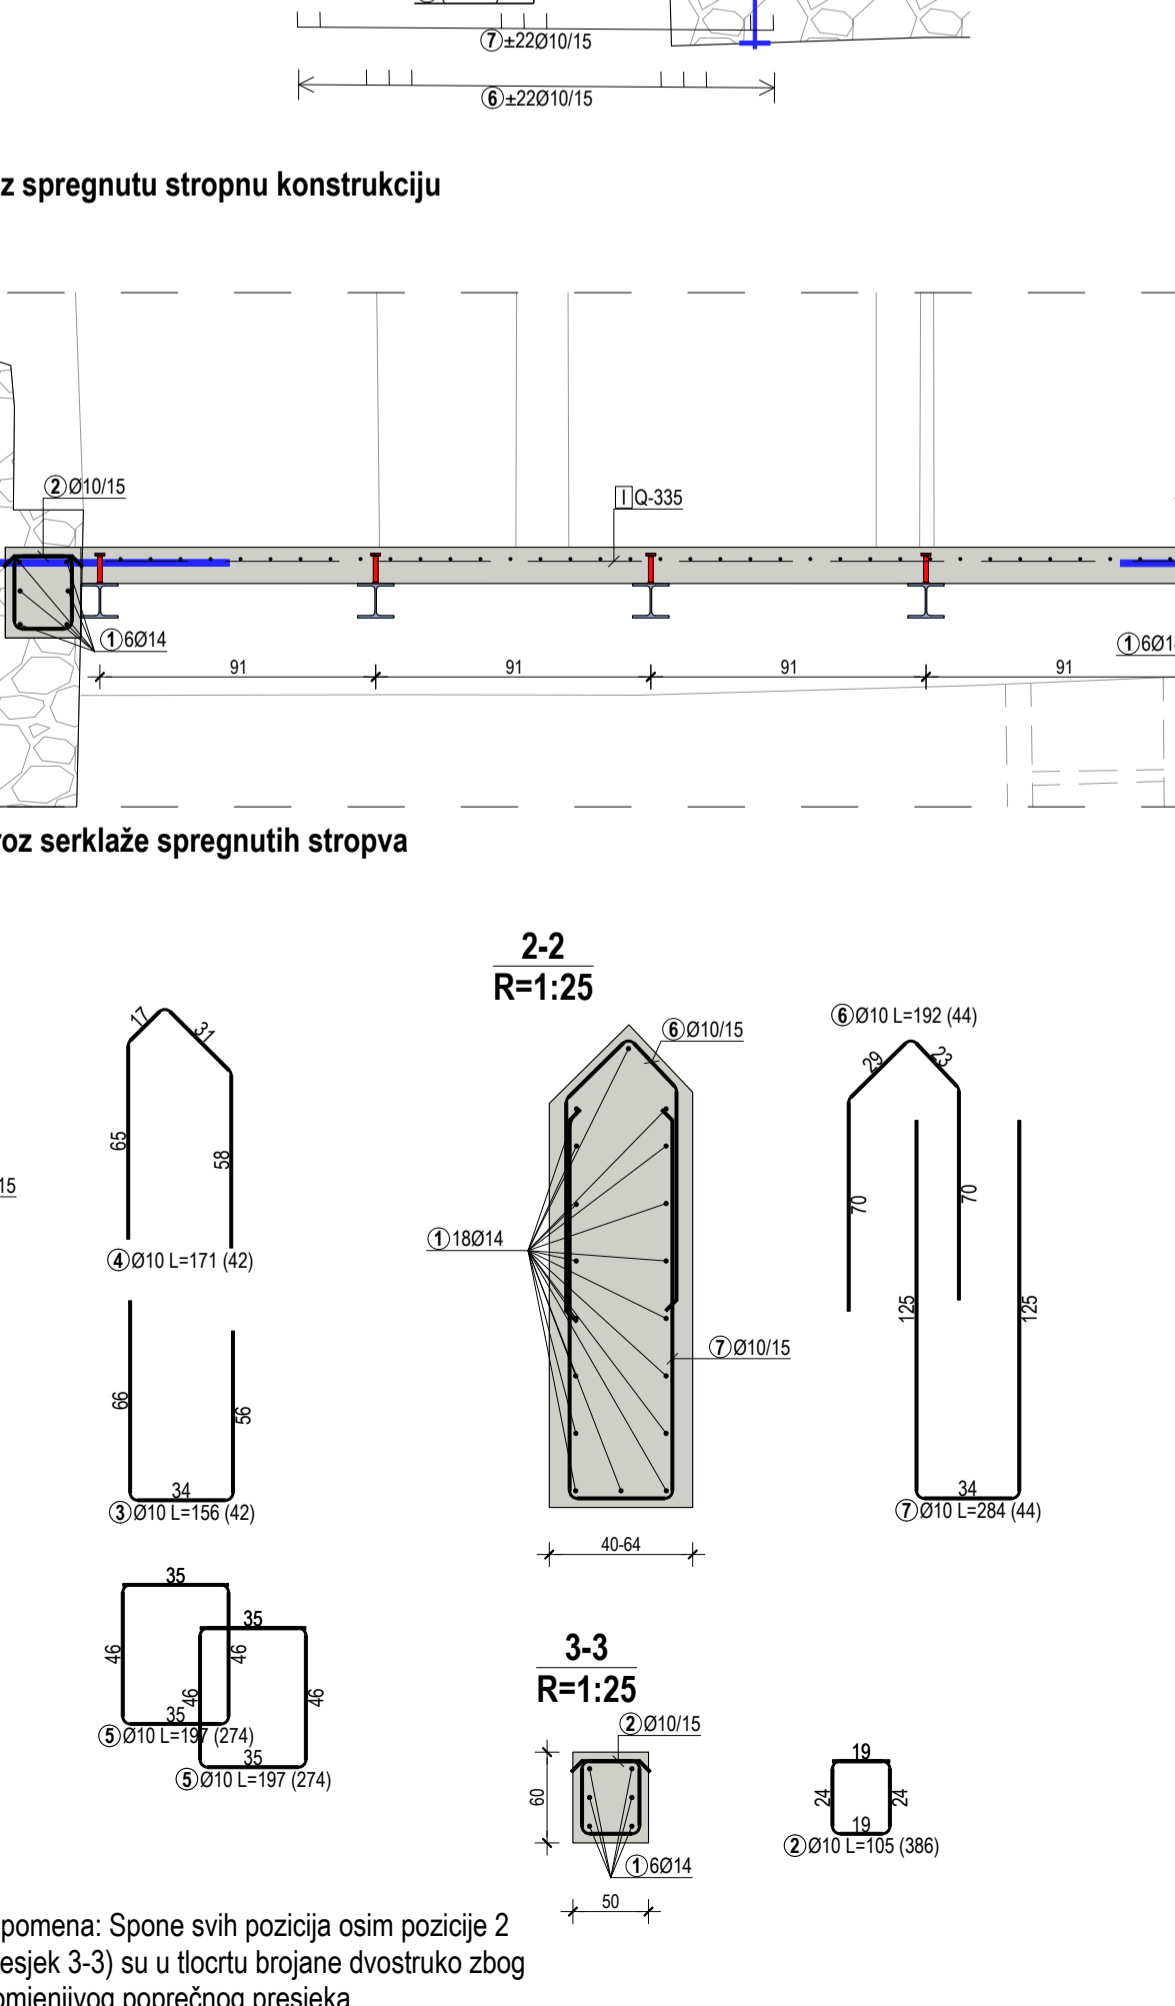 ⑦±22Ø10/15
⑥±22Ø10/15
z spregnutu stropnu konstrukciju
②Ø10/15
I Q-335
①6Ø14
①6Ø1
91
91
91
91
roz serklaže spregnutih stropva
2-2
R=1:25
17
31
65
58
④Ø10 L=171 (42)
15
66
56
34
③Ø10 L=156 (42)
⑥Ø10/15
①18Ø14
⑦Ø10/15
40-64
⑥Ø10 L=192 (44)
29
23
70
70
125
125
34
⑦Ø10 L=284 (44)
35
46
46
35
⑤Ø10 L=197 (274)
35
46
46
35
⑤Ø10 L=197 (274)
3-3
R=1:25
②Ø10/15
60
①6Ø14
50
19
24
24
19
②Ø10 L=105 (386)
pomena: Spone svih pozicija osim pozicije 2
esjek 3-3) su u tlocrtu brojane dvostruko zbog
omjenjivog poprečnog presjeka